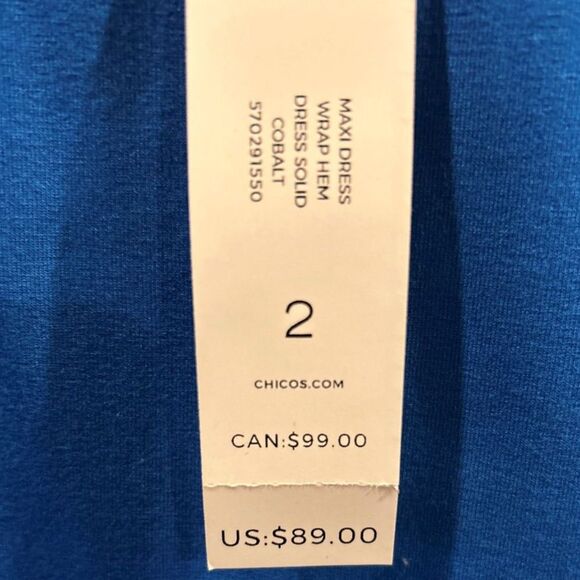 MAXI DRESS
WRAP HEM
DRESS SOLID
COBALT
570291550
2
CHICOS.COM
CAN:$99.00
US:$89.00